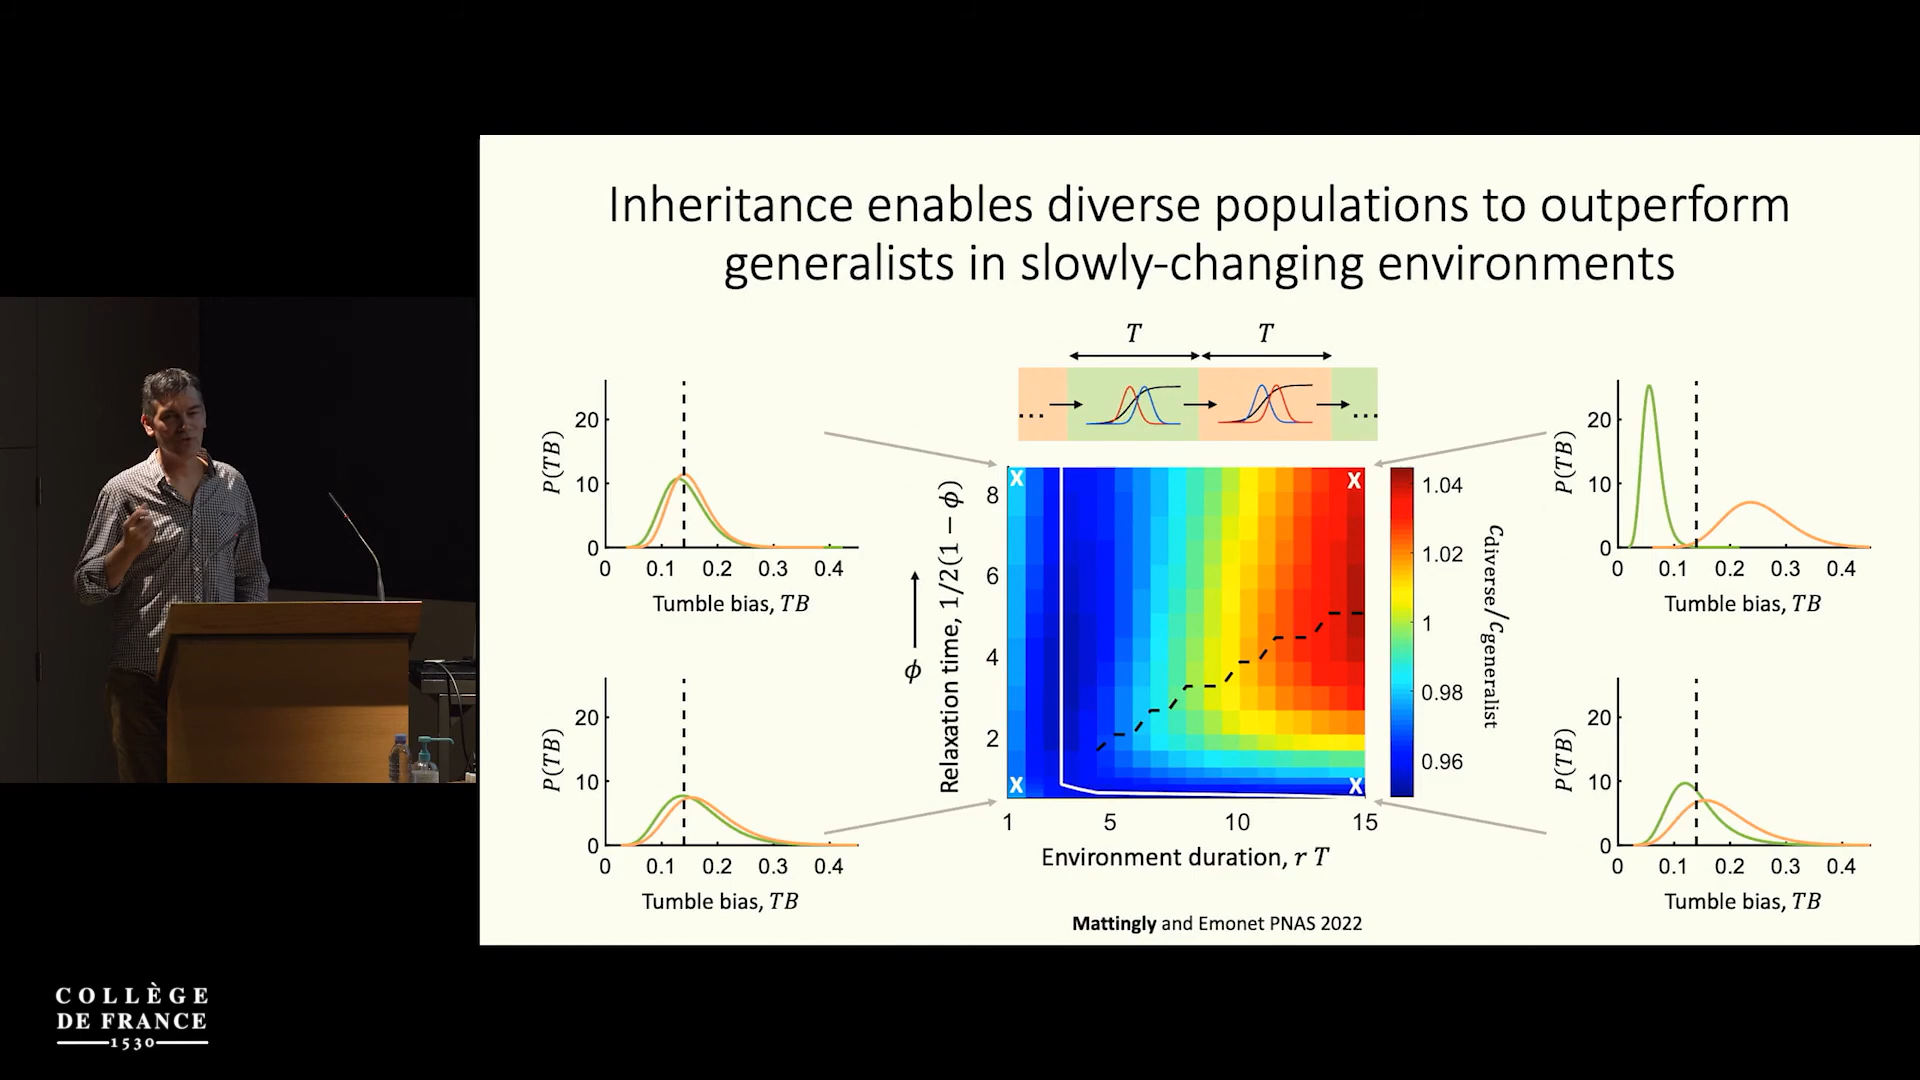 Inheritance enables diverse populations to outperform
generalists in slowly-changing environments
T T
... ...
20
10
0
P(TB)
0 0.1 0.2 0.3 0.4
Tumble bias, TB
20
10
0
P(TB)
0 0.1 0.2 0.3 0.4
Tumble bias, TB
ϕ
Relaxation time, 1/2(1 − ϕ)
8
6
4
2
X X
X X
1 5 10 15
Environment duration, r T
1.04
1.02
1
0.98
0.96
c_diverse/c_generalist
20
10
0
P(TB)
0 0.1 0.2 0.3 0.4
Tumble bias, TB
20
10
0
P(TB)
0 0.1 0.2 0.3 0.4
Tumble bias, TB
Mattingly and Emonet PNAS 2022
COLLÈGE
DE FRANCE
1530